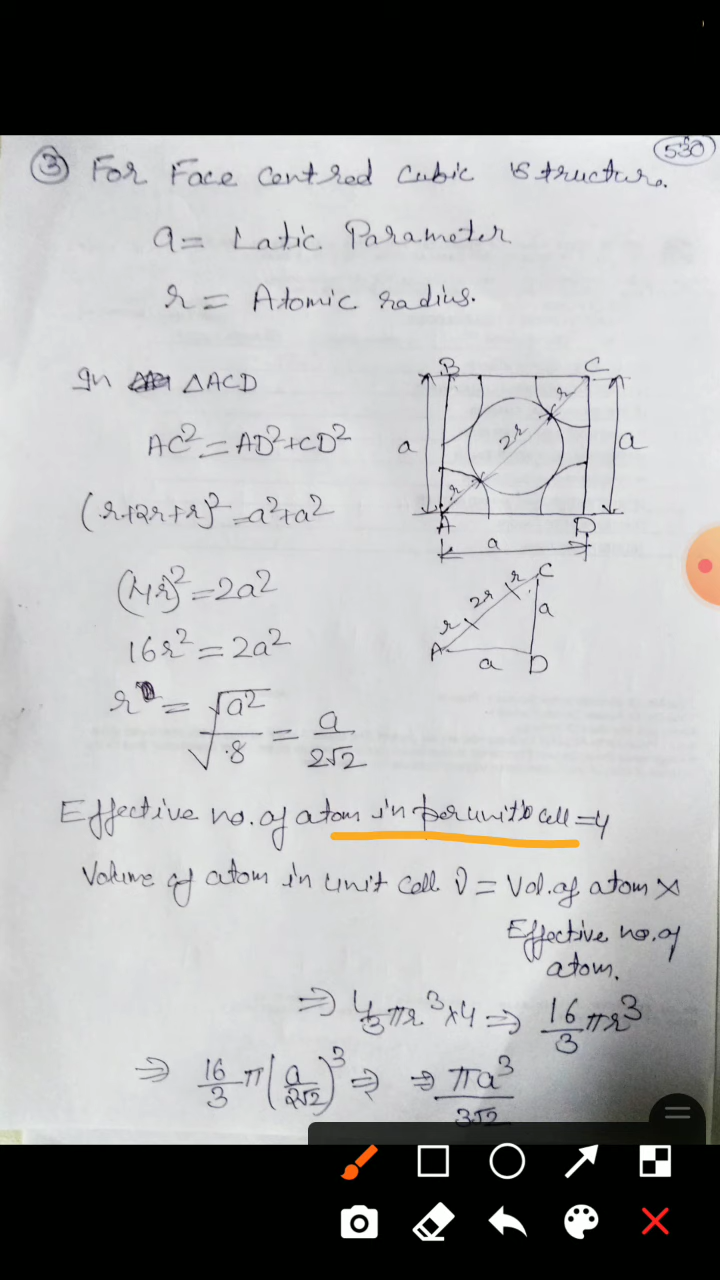 530
③ For Face Centred Cubic Structure.
a = Latic Parameter
r = Atomic radius.
In ΔACD
AC² = AD² + CD²
(r+2r+r)² = a²+a²
(4r)² = 2a²
16r² = 2a²
r = √a²/√8 = a/2√2
B C
r
a 2r a
r
A D
a
C
r
2r a
r
A a D
Effective no. of atom in per unit cell = 4
Volume of atom in unit cell v = Vol. of atom ×
Effective no. of
atom.
⇒ 4/3 πr³ × 4 ⇒ 16/3 πr³
⇒ 16/3 π (a/2√2)³ ⇒ ⇒ πa³/3√2